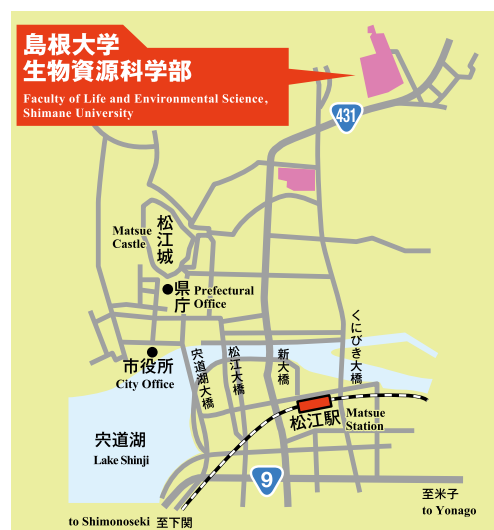 島根大学
生物資源科学部
Faculty of Life and Environmental Science,
Shimane University
431
Matsue
Castle
松江城
県庁
Prefectural
Office
市役所
City Office
宍道湖大橋
松江大橋
新大橋
くにびき大橋
松江駅
Matsue
Station
宍道湖
Lake Shinji
9
至米子
to Yonago
to Shimonoseki 至下関